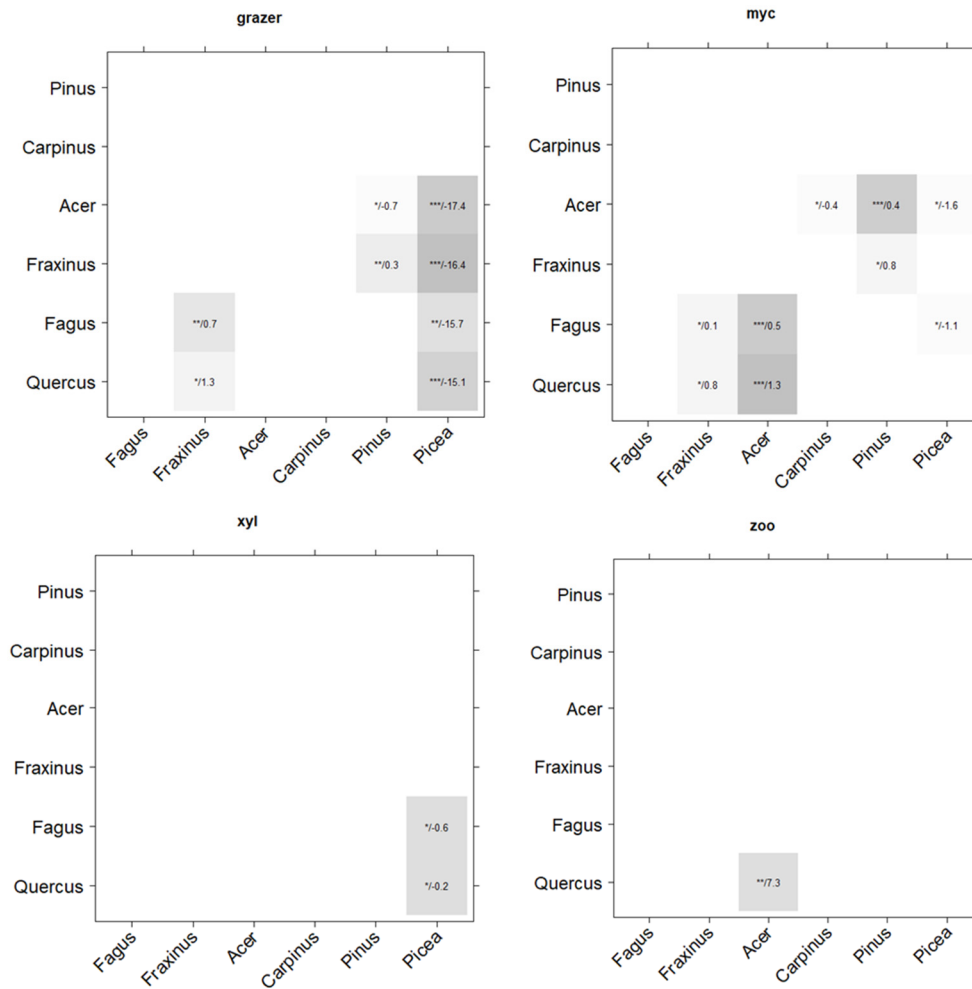 grazer
Pinus
Carpinus
Acer
*/-0.7 ***/-17.4
Fraxinus
**/0.3 ***/-16.4
Fagus
**/0.7 **/-15.7
Quercus
*/1.3 ***/-15.1
Fagus Fraxinus Acer Carpinus Pinus Picea
myc
Pinus
Carpinus
Acer
*/-0.4 ***/0.4 */-1.6
Fraxinus
*/0.8
Fagus
*/0.1 ***/0.5 */-1.1
Quercus
*/0.8 ***/1.3
Fagus Fraxinus Acer Carpinus Pinus Picea
xyl
Pinus
Carpinus
Acer
Fraxinus
Fagus
*/-0.6
Quercus
*/-0.2
Fagus Fraxinus Acer Carpinus Pinus Picea
zoo
Pinus
Carpinus
Acer
Fraxinus
Fagus
Quercus
**/7.3
Fagus Fraxinus Acer Carpinus Pinus Picea